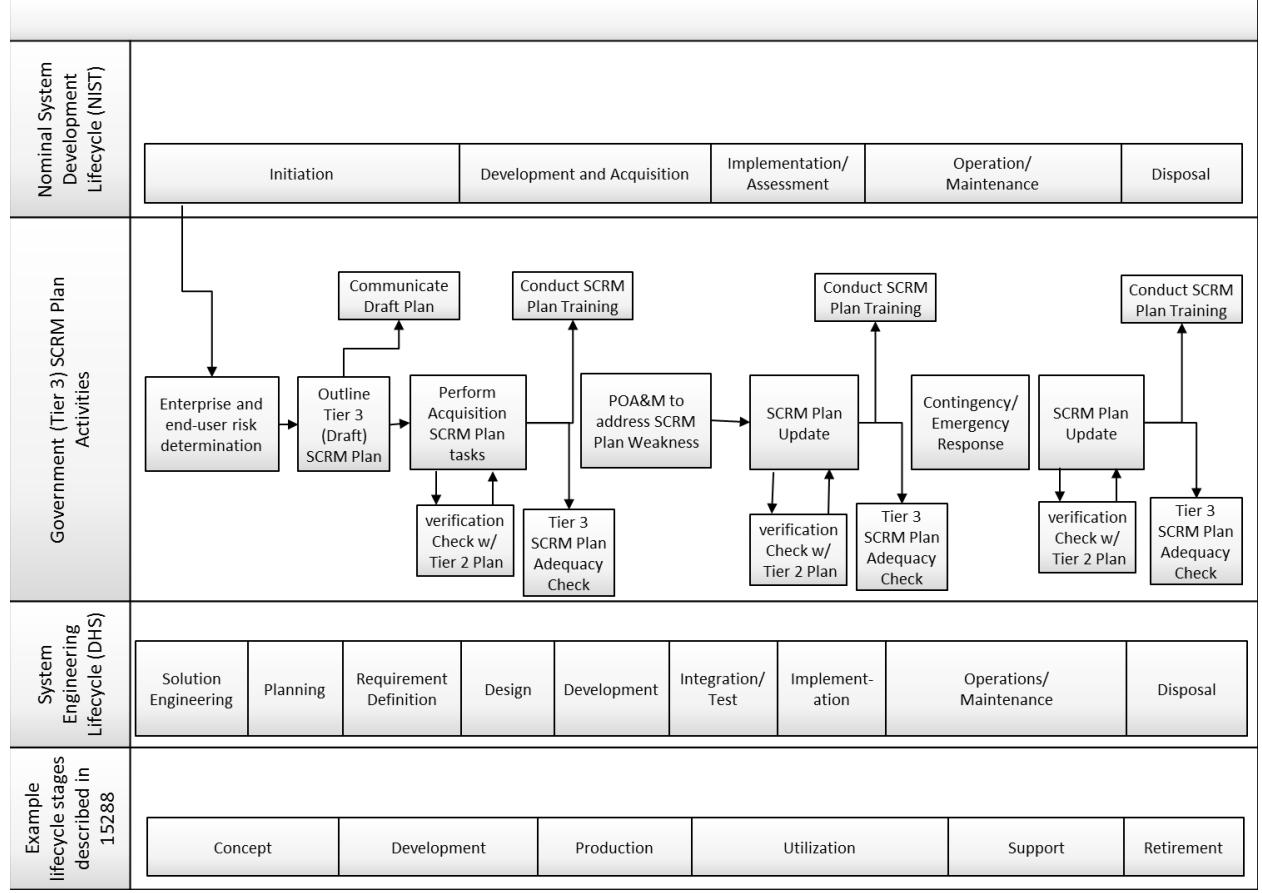 Nominal System
Development
Lifecycle (NIST)
Initiation
Development and Acquisition
Implementation/
Assessment
Operation/
Maintenance
Disposal
Government (Tier 3) SCRM Plan
Activities
Communicate
Draft Plan
Conduct SCRM
Plan Training
Conduct SCRM
Plan Training
Conduct SCRM
Plan Training
Enterprise and
end-user risk
determination
Outline
Tier 3
(Draft)
SCRM Plan
Perform
Acquisition
SCRM Plan
tasks
POA&M to
address SCRM
Plan Weakness
SCRM Plan
Update
Contingency/
Emergency
Response
SCRM Plan
Update
verification
Check w/
Tier 2 Plan
Tier 3
SCRM Plan
Adequacy
Check
verification
Check w/
Tier 2 Plan
Tier 3
SCRM Plan
Adequacy
Check
verification
Check w/
Tier 2 Plan
Tier 3
SCRM Plan
Adequacy
Check
System
Engineering
Lifecycle (DHS)
Solution
Engineering
Planning
Requirement
Definition
Design
Development
Integration/
Test
Implement-
ation
Operations/
Maintenance
Disposal
Example
lifecycle stages
described in
15288
Concept
Development
Production
Utilization
Support
Retirement